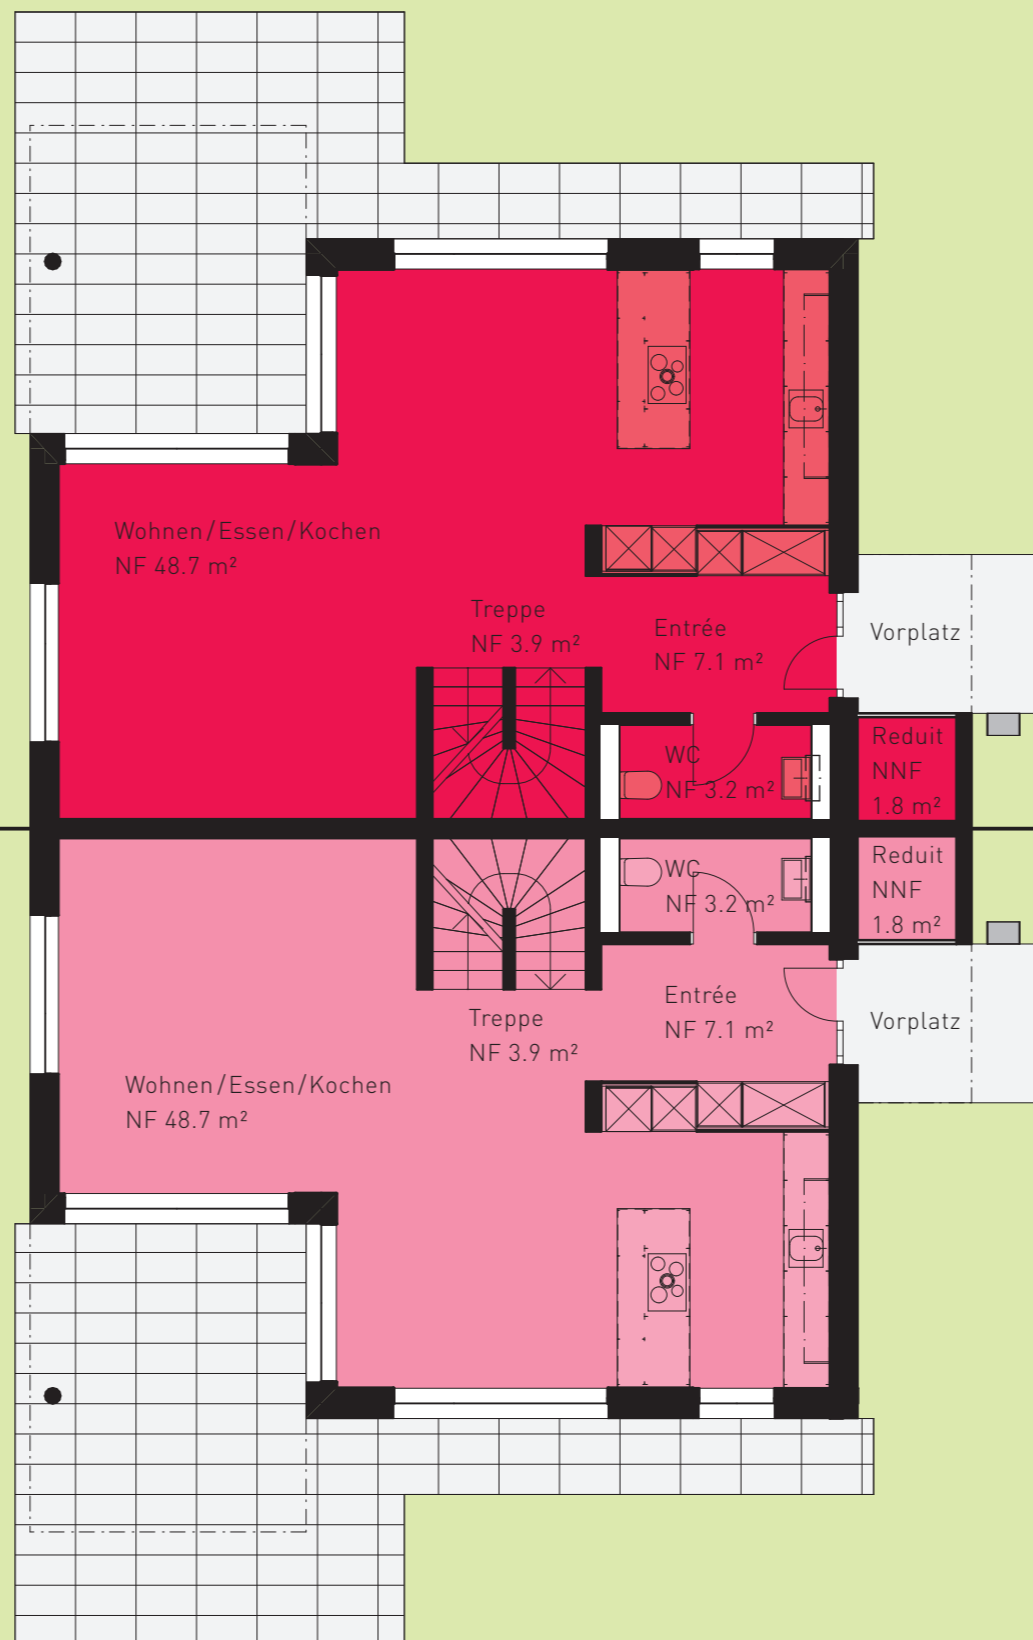 Wohnen/Essen/Kochen
NF 48.7 m²
Treppe
NF 3.9 m²
Entrée
NF 7.1 m²
Vorplatz
WC
NF 3.2 m²
Reduit
NNF
1.8 m²
WC
NF 3.2 m²
Reduit
NNF
1.8 m²
Entrée
NF 7.1 m²
Vorplatz
Treppe
NF 3.9 m²
Wohnen/Essen/Kochen
NF 48.7 m²